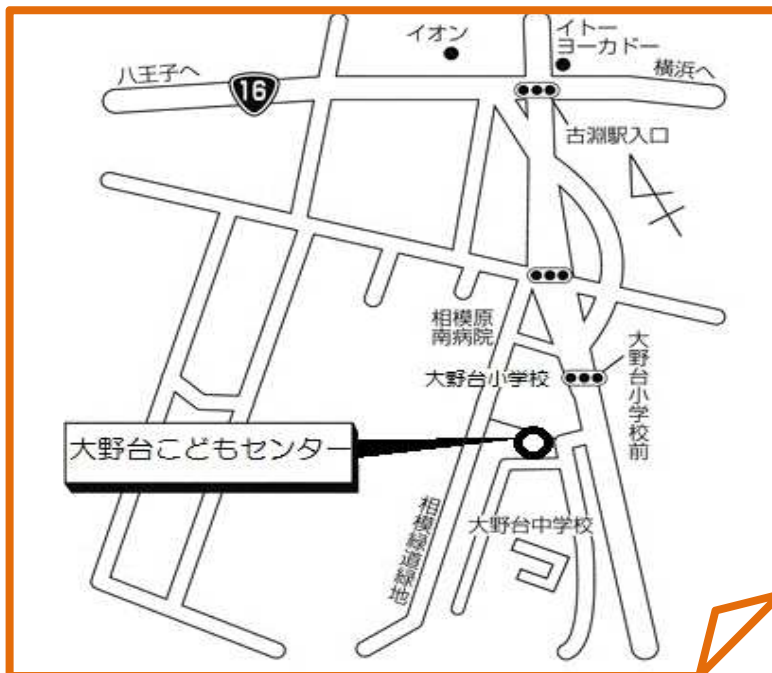 イオン
イトー
ヨーカドー
八王子へ
16
横浜へ
古淵駅入口
相模原
南病院
大野台小学校
大野台小学校前
大野台こどもセンター
相模緑道緑地
大野台中学校